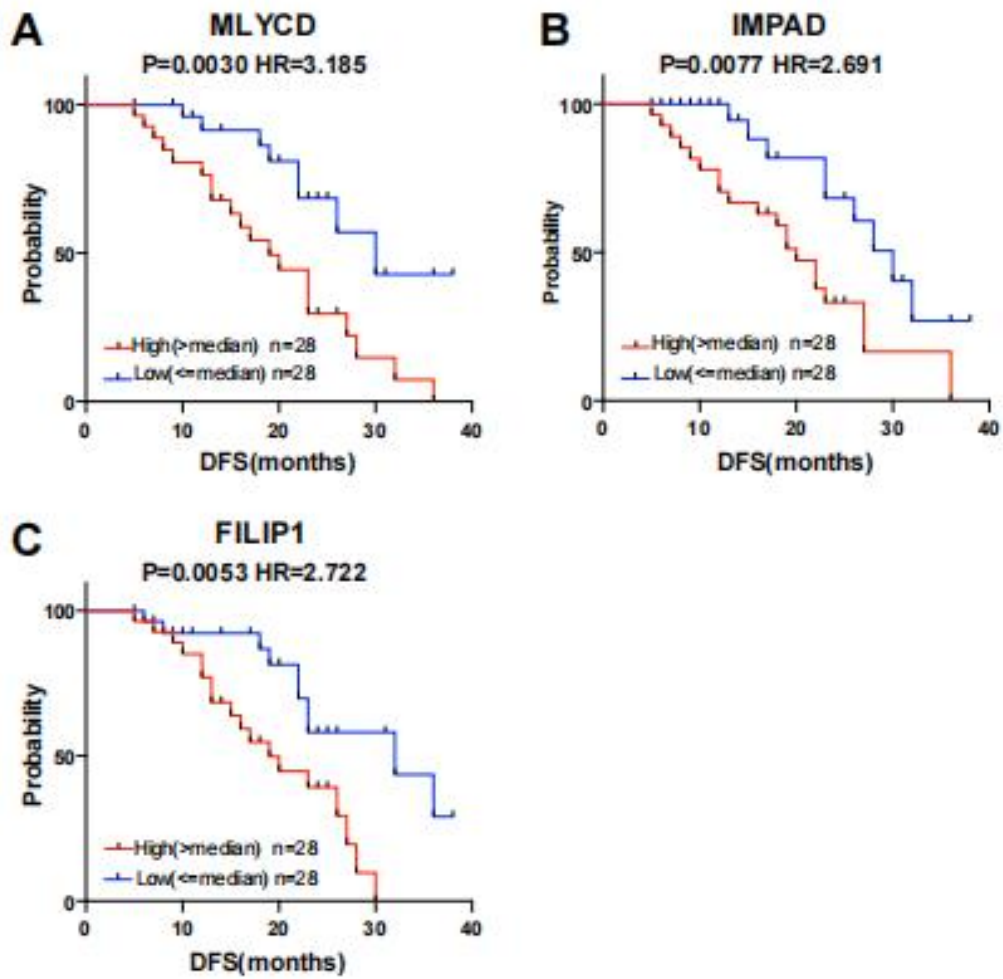 A
MLYCD
P=0.0030 HR=3.185
100
50
0
Probability
High(>median) n=28
Low(<=median) n=28
0 10 20 30 40
DFS(months)
B
IMPAD
P=0.0077 HR=2.691
100
50
0
Probability
High(>median) n=28
Low(<=median) n=28
0 10 20 30 40
DFS(months)
C
FILIP1
P=0.0053 HR=2.722
100
50
0
Probability
High(>median) n=28
Low(<=median) n=28
0 10 20 30 40
DFS(months)